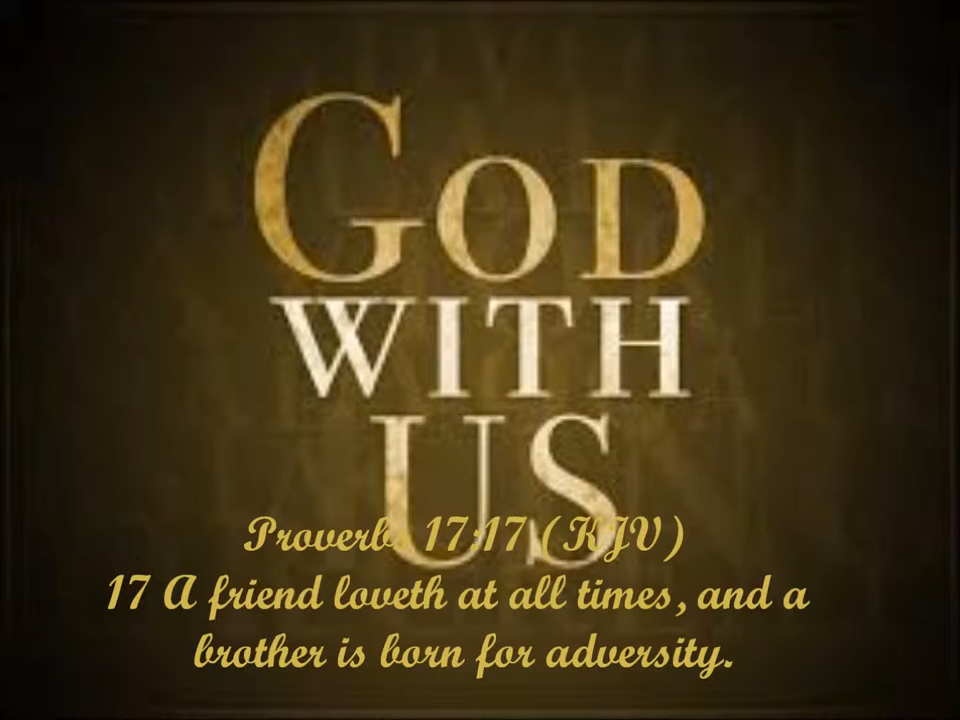 GOD
WITH
US
Proverbs 17:17 (KJV)
17 A friend loveth at all times, and a
brother is born for adversity.